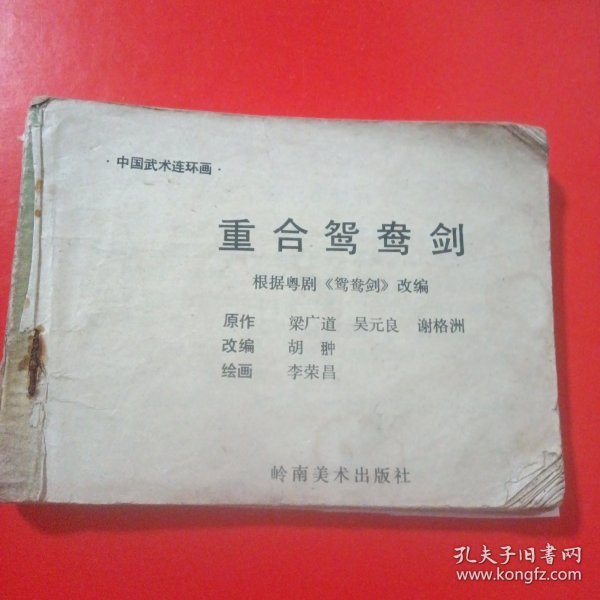 ·中国武术连环画·
重合鸳鸯剑
根据粤剧《鸳鸯剑》改编
原作 梁广道 吴元良 谢格洲
改编 胡翀
绘画 李荣昌
岭南美术出版社
孔夫子旧书网
www.kongfz.com